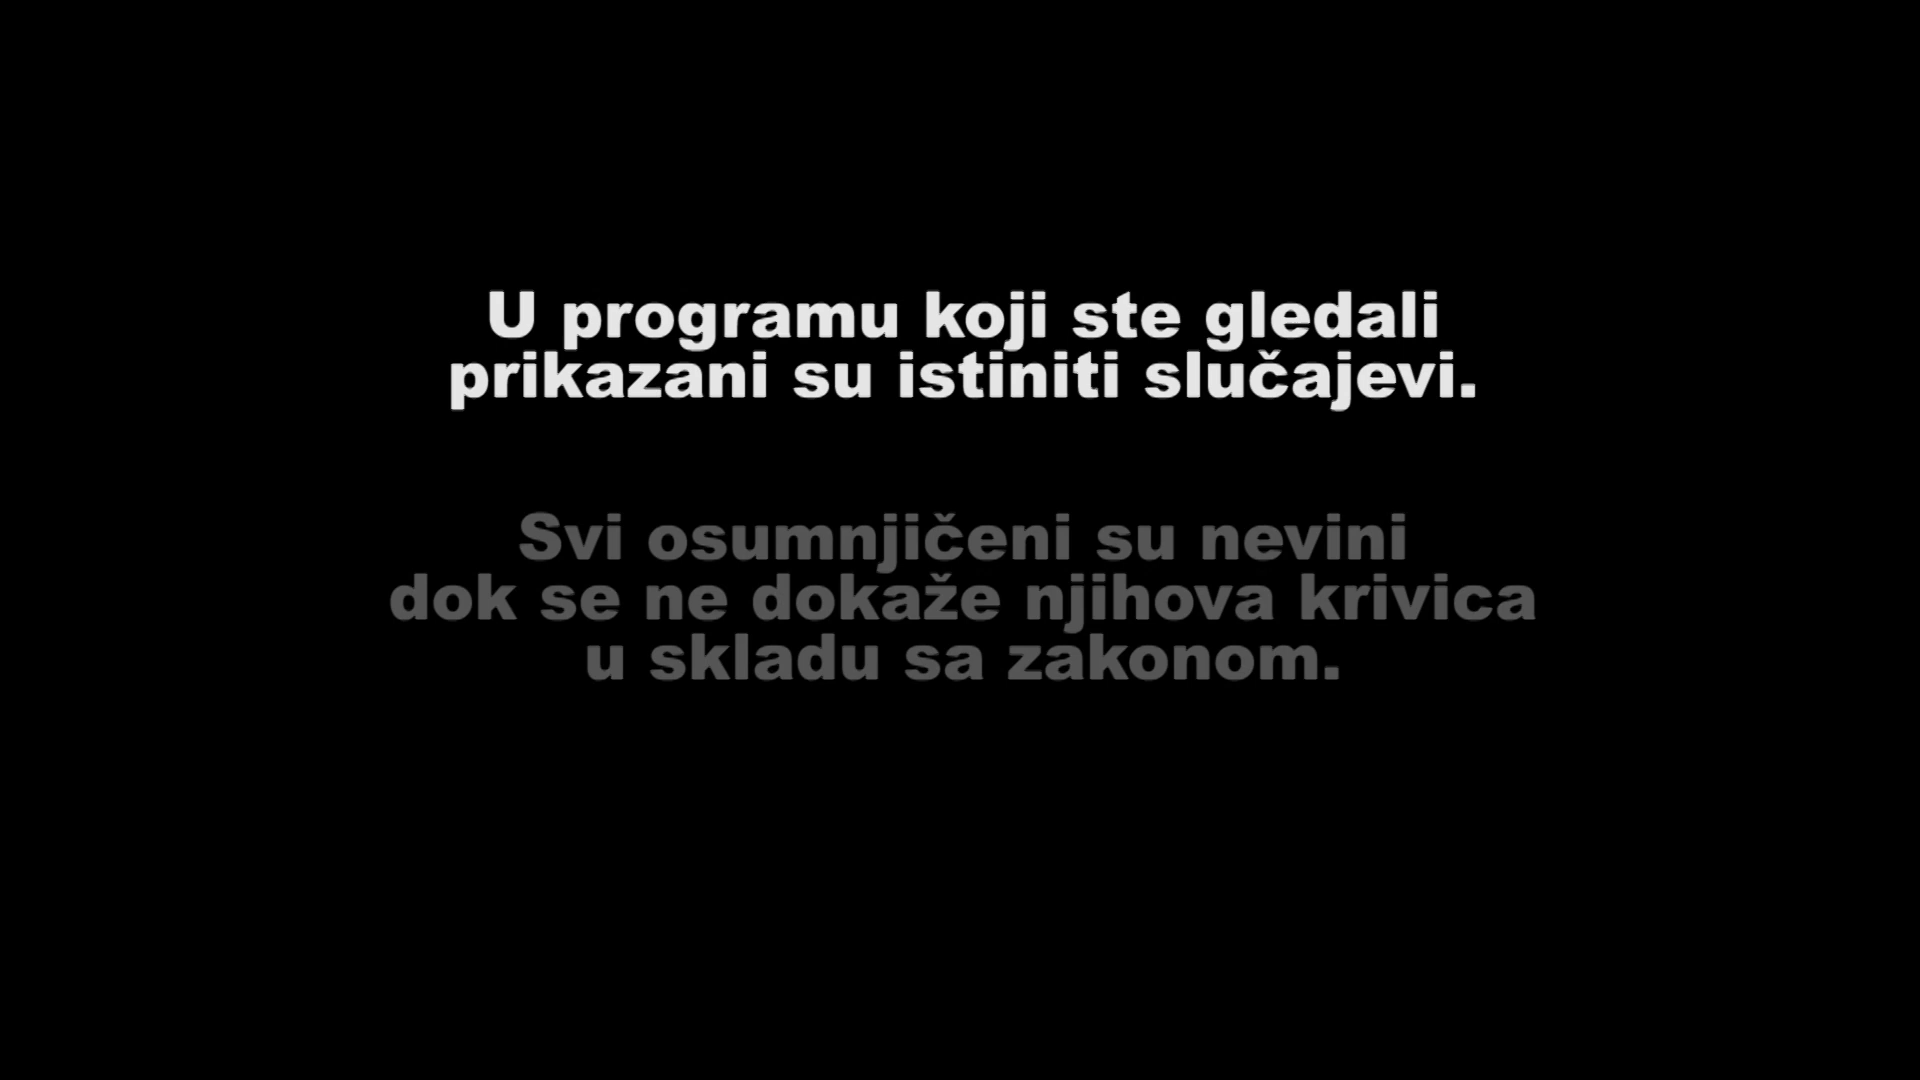 U programu koji ste gledali
prikazani su istiniti slučajevi.
Svi osumnjičeni su nevini
dok se ne dokaže njihova krivica
u skladu sa zakonom.